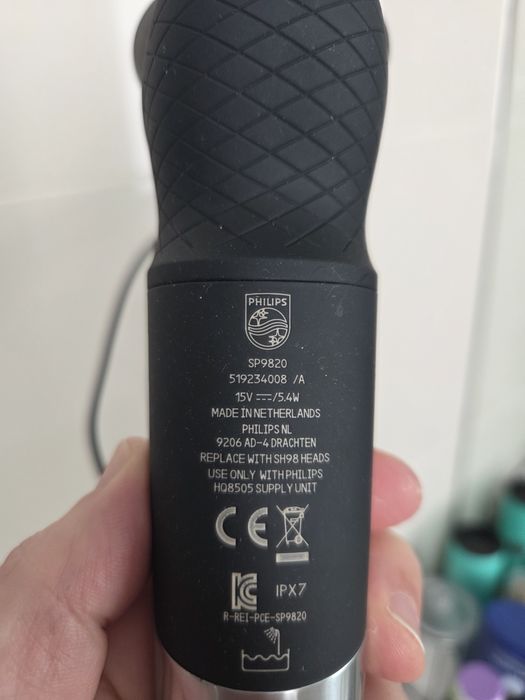 PHILIPS
SP9820
519234008 /A
15V ⎓/5.4W
MADE IN NETHERLANDS
PHILIPS NL
9206 AD-4 DRACHTEN
REPLACE WITH SH98 HEADS
USE ONLY WITH PHILIPS
HQ8505 SUPPLY UNIT
CE
IPX7
R-REI-PCE-SP9820